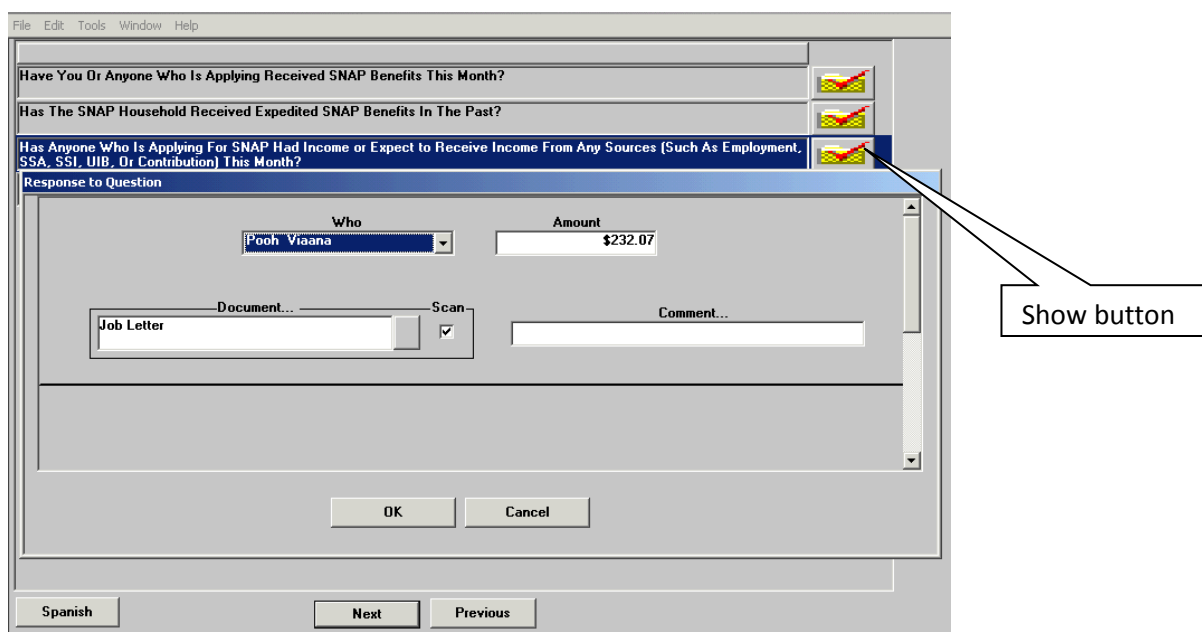 File Edit Tools Window Help
Have You Or Anyone Who Is Applying Received SNAP Benefits This Month?
Has The SNAP Household Received Expedited SNAP Benefits In The Past?
Has Anyone Who Is Applying For SNAP Had Income or Expect to Receive Income From Any Sources (Such As Employment,
SSA, SSI, UIB, Or Contribution) This Month?
Response to Question
Who Amount
Pooh Viaana $232.07
Document... Scan Comment...
Job Letter
Show button
OK Cancel
Spanish Next Previous